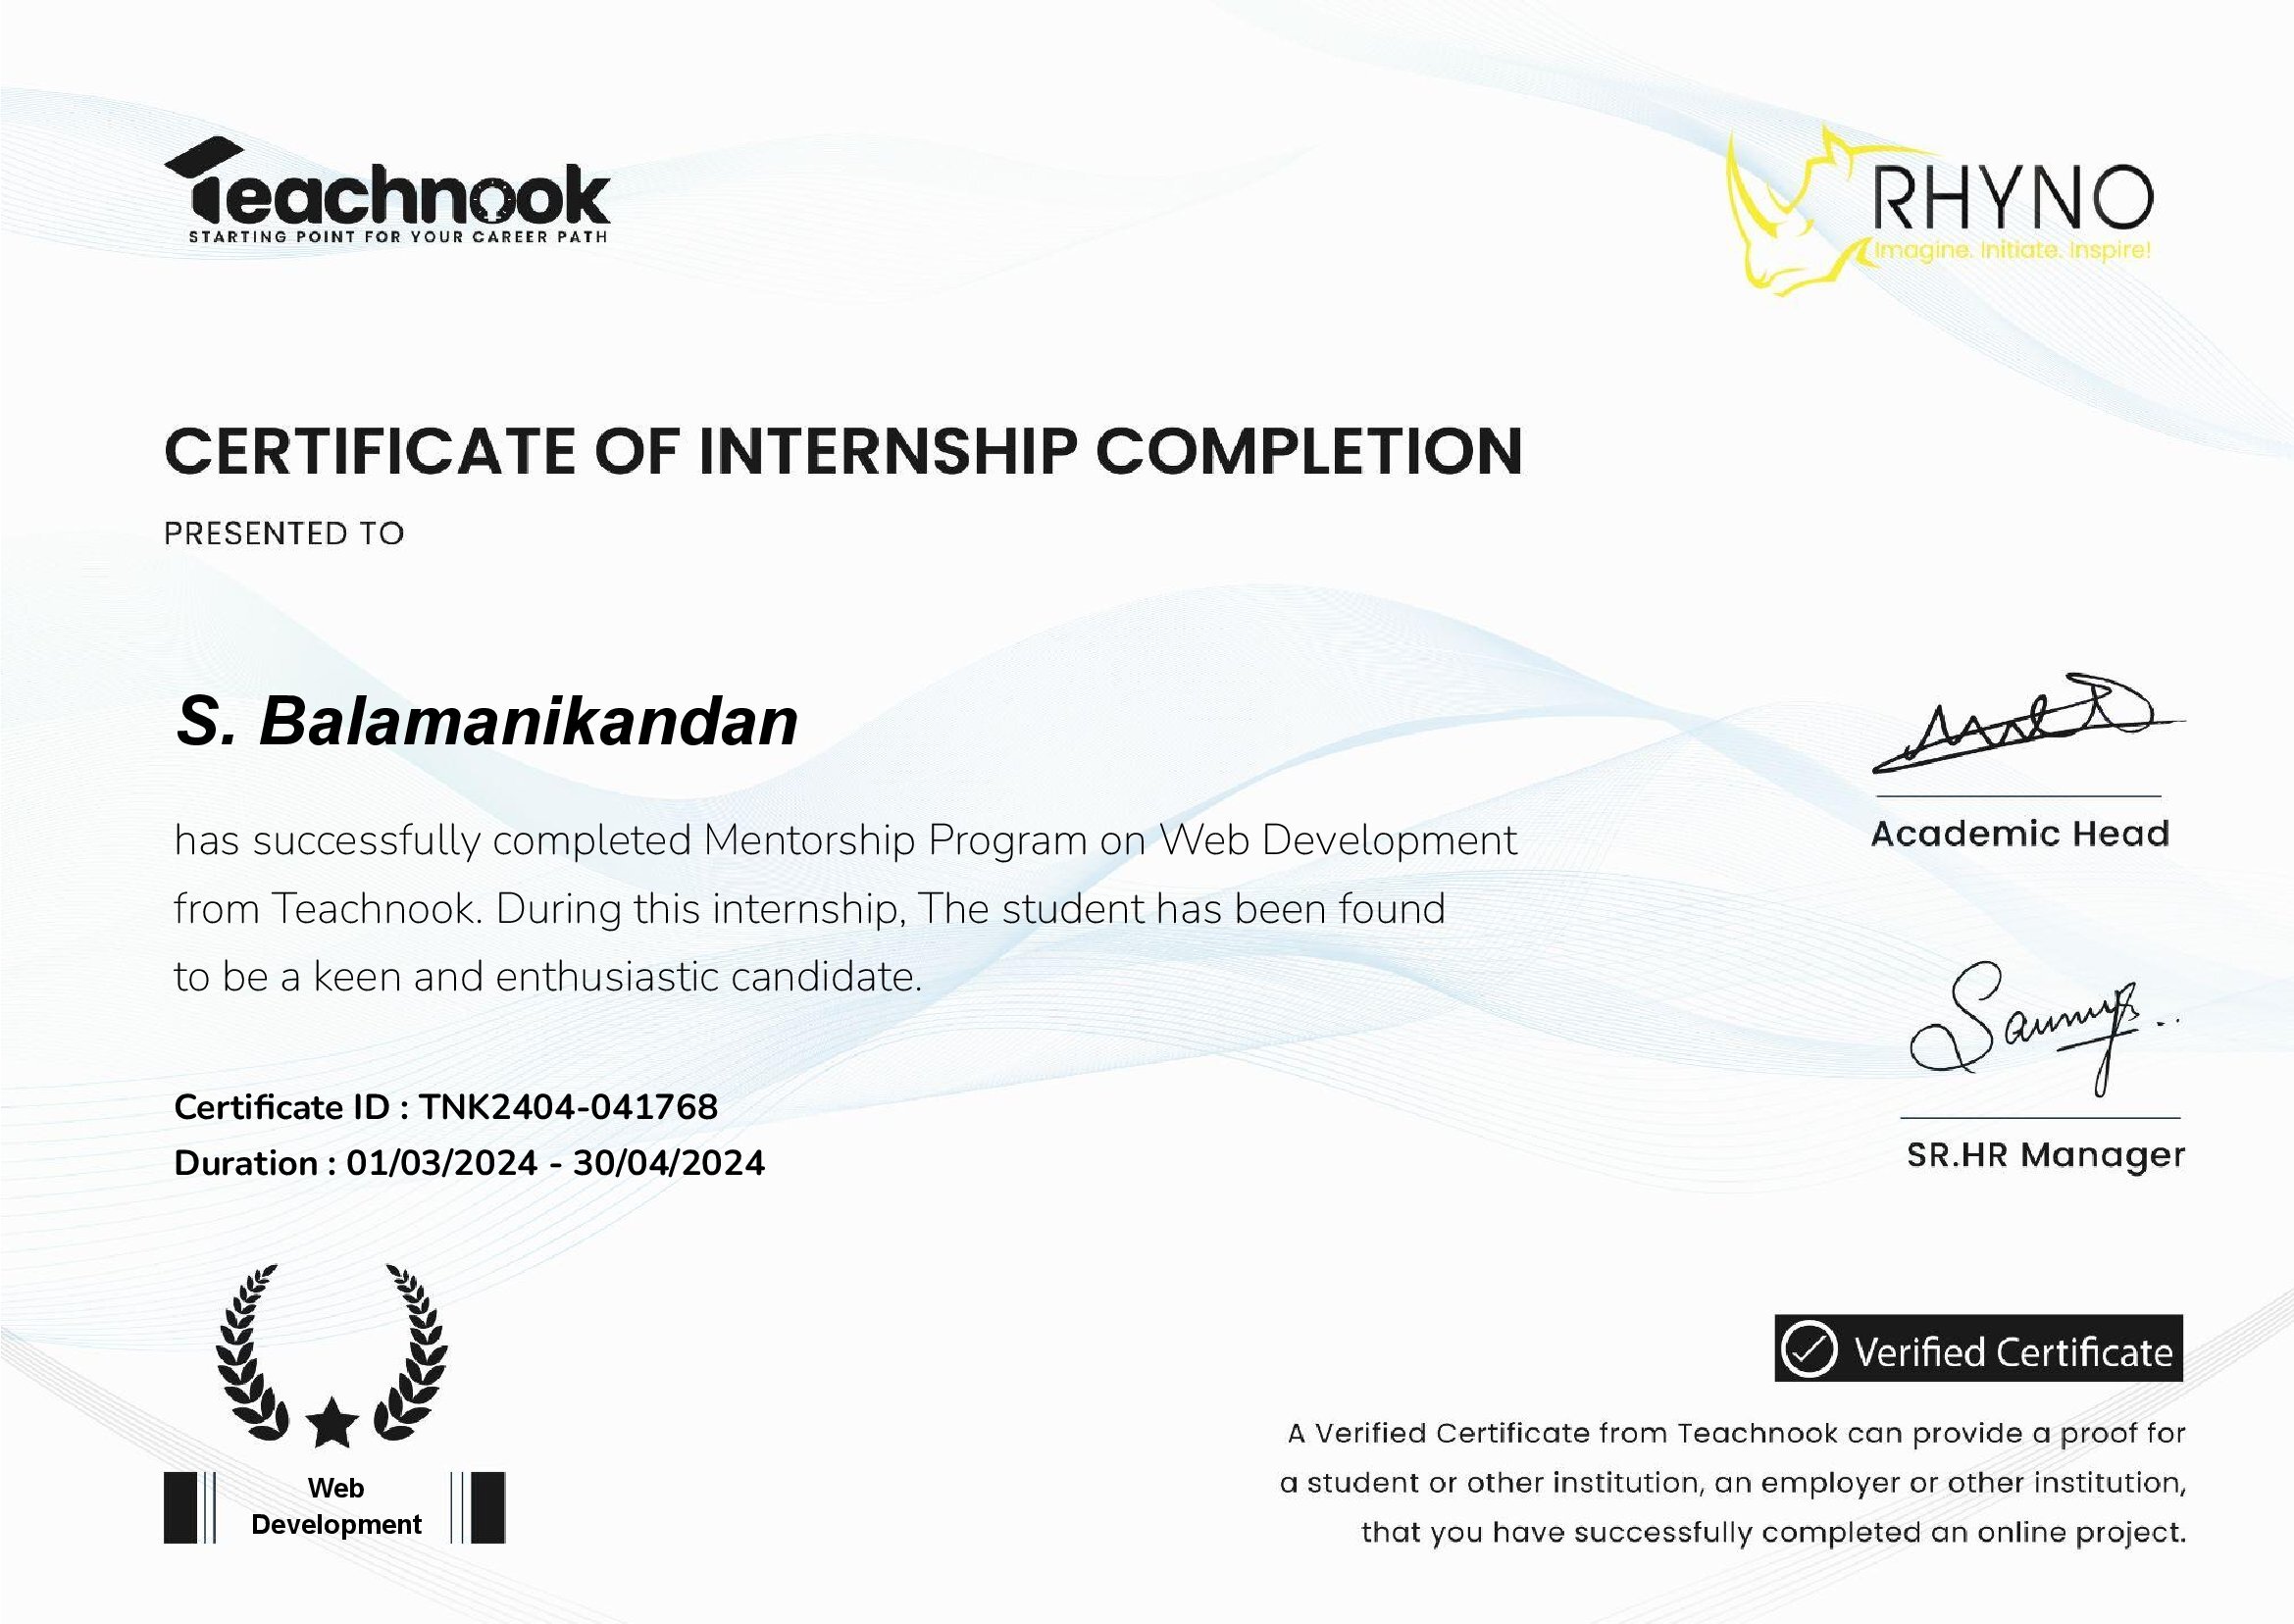 Teachnook
STARTING POINT FOR YOUR CAREER PATH
RHYNO
Imagine. Initiate. Inspire!
CERTIFICATE OF INTERNSHIP COMPLETION
PRESENTED TO
S. Balamanikandan
has successfully completed Mentorship Program on Web Development
from Teachnook. During this internship, The student has been found
to be a keen and enthusiastic candidate.
Academic Head
SR.HR Manager
Certificate ID : TNK2404-041768
Duration : 01/03/2024 - 30/04/2024
Web
Development
Verified Certificate
A Verified Certificate from Teachnook can provide a proof for
a student or other institution, an employer or other institution,
that you have successfully completed an online project.